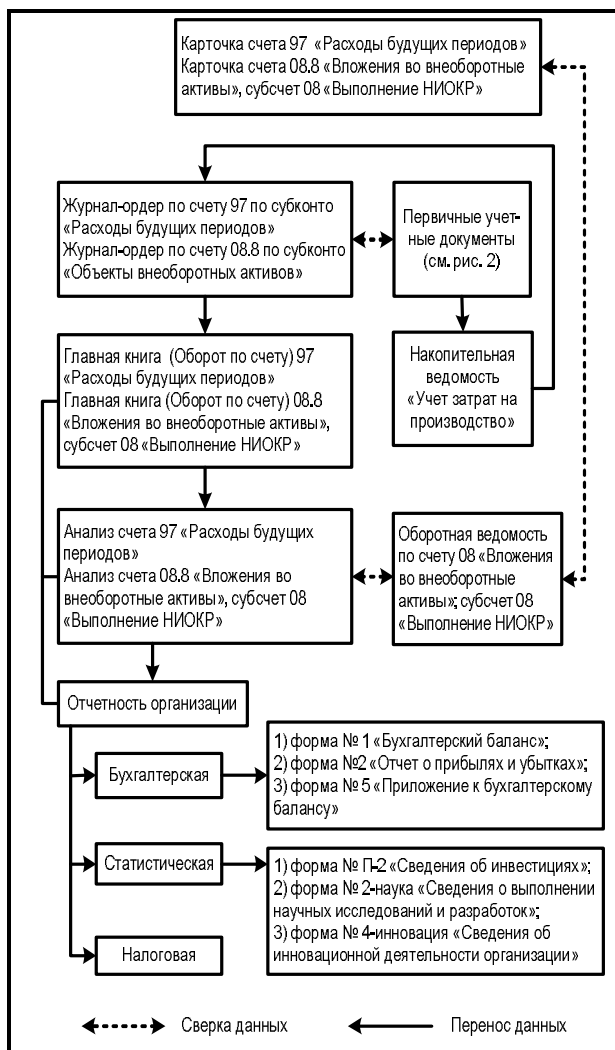 Карточка счета 97 «Расходы будущих периодов»
Карточка счета 08.8 «Вложения во внеоборотные
активы», субсчет 08 «Выполнение НИОКР»
Журнал-ордер по счету 97 по субконто
«Расходы будущих периодов»
Журнал-ордер по счету 08.8 по субконто
«Объекты внеоборотных активов»
Первичные учет-
ные документы
(см. рис. 2)
Главная книга (Оборот по счету) 97
«Расходы будущих периодов»
Главная книга (Оборот по счету) 08.8
«Вложения во внеоборотные активы»,
субсчет 08 «Выполнение НИОКР»
Накопительная
ведомость
«Учет затрат на
производство»
Анализ счета 97 «Расходы будущих
периодов»
Анализ счета 08.8 «Вложения во
внеоборотные активы», субсчет 08
«Выполнение НИОКР»
Оборотная ведомость
по счету 08 «Вложения
во внеоборотные
активы»; субсчет 08
«Выполнение НИОКР»
Отчетность организации
Бухгалтерская
1) форма № 1 «Бухгалтерский баланс»;
2) форма №2 «Отчет о прибылях и убытках»;
3) форма № 5 «Приложение к бухгалтерскому
балансу»
Статистическая
1) форма № П-2 «Сведения об инвестициях»;
2) форма № 2-наука «Сведения о выполнении
научных исследований и разработок»;
3) форма № 4-инновация «Сведения об
инновационной деятельности организации»
Налоговая
Сверка данных
Перенос данных